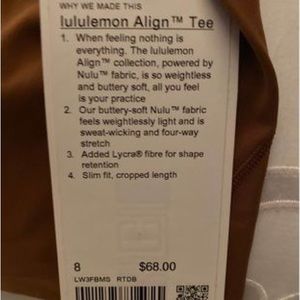 WHY WE MADE THIS
lululemon Align™ Tee
1. When feeling nothing is
everything. The lululemon
Align™ collection, powered by
Nulu™ fabric, is so weightless
and buttery soft, all you feel
is your practice
2. Our buttery-soft Nulu™ fabric
feels weightlessly light and is
sweat-wicking and four-way
stretch
3. Added Lycra® fibre for shape
retention
4. Slim fit, cropped length
8 $68.00
LW3FBMS RTDB